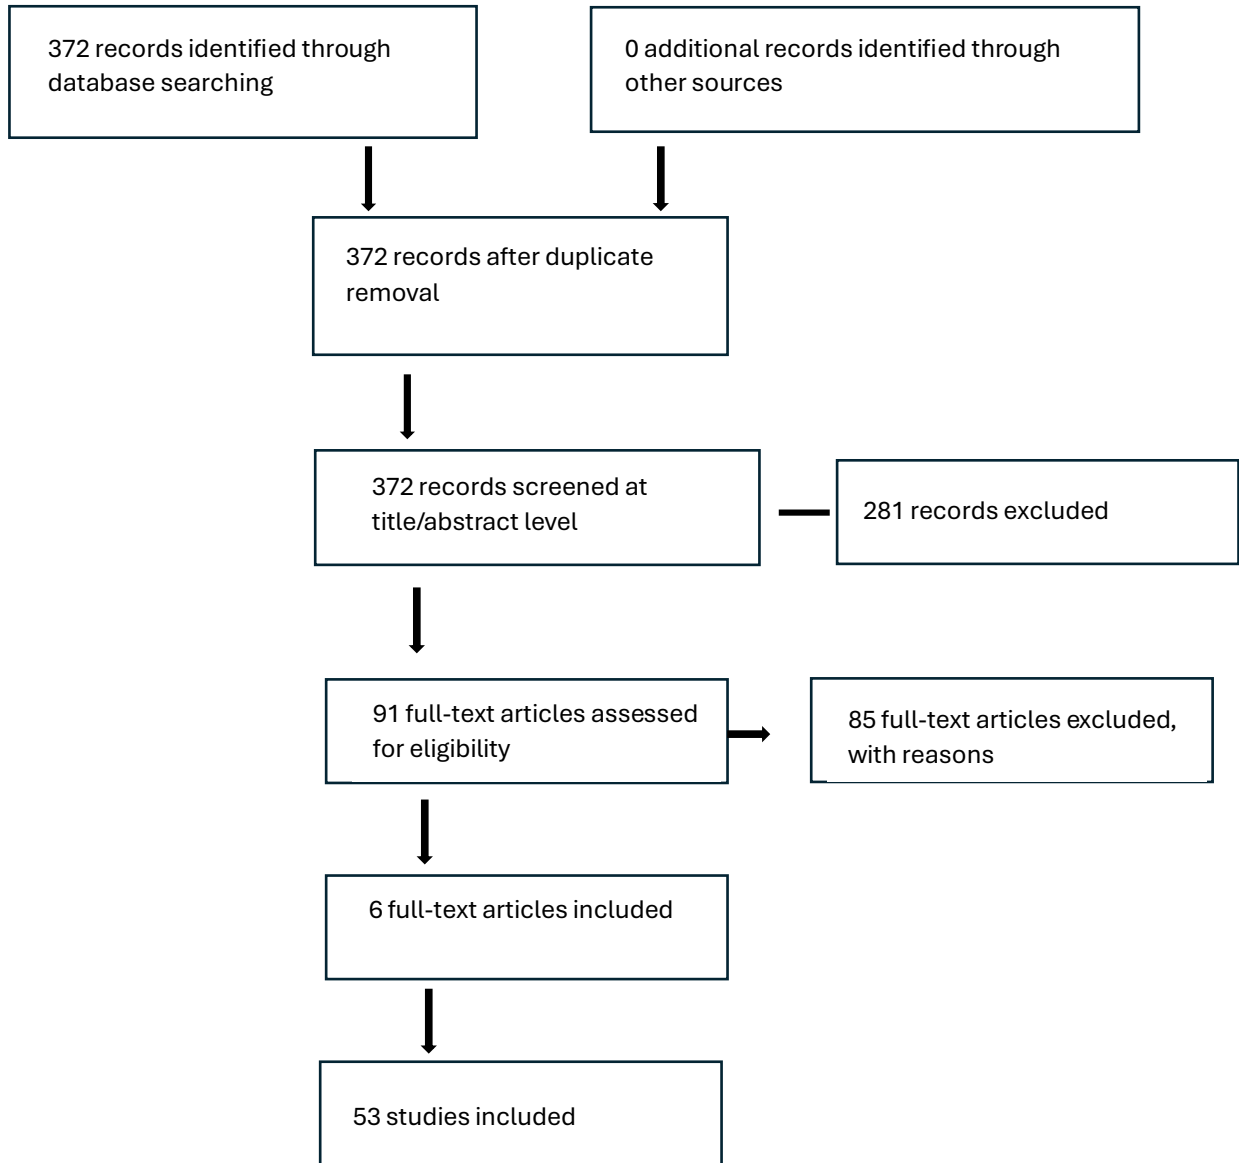 372 records identified through
database searching
0 additional records identified through
other sources
372 records after duplicate
removal
372 records screened at
title/abstract level
281 records excluded
91 full-text articles assessed
for eligibility
85 full-text articles excluded,
with reasons
6 full-text articles included
53 studies included